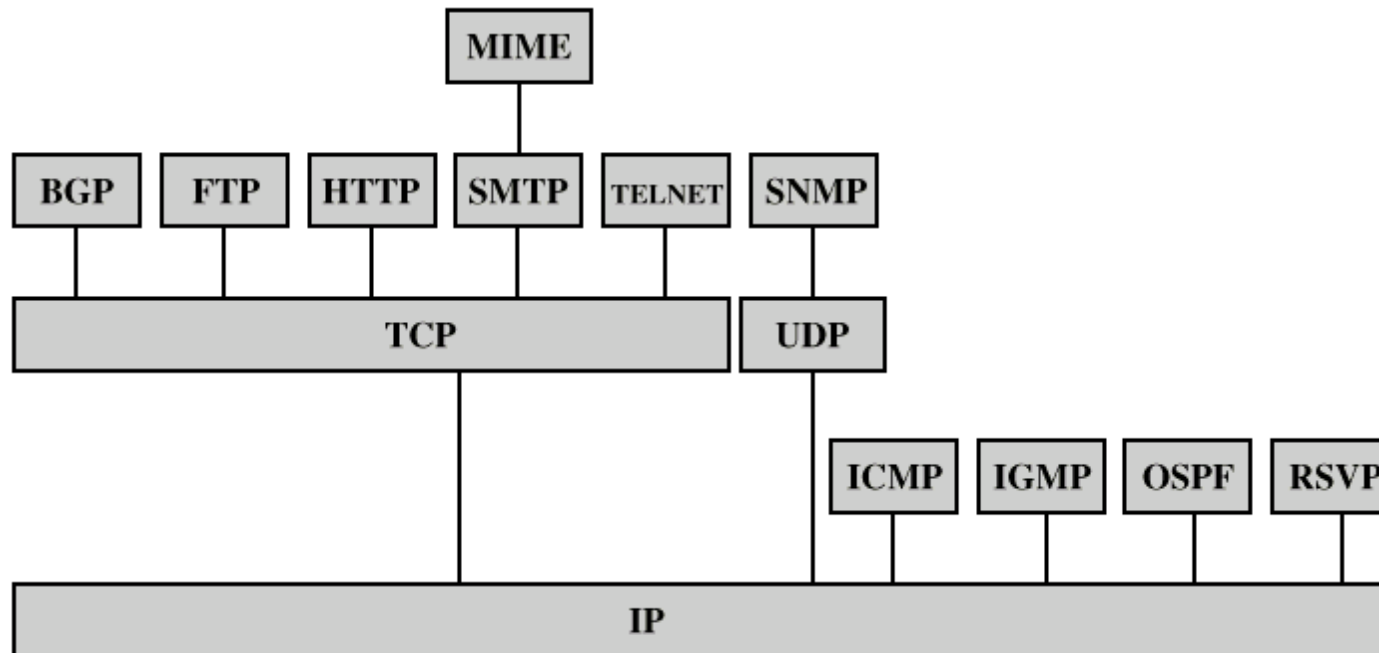 MIME
BGP FTP HTTP SMTP TELNET SNMP
TCP UDP
ICMP IGMP OSPF RSVP
IP